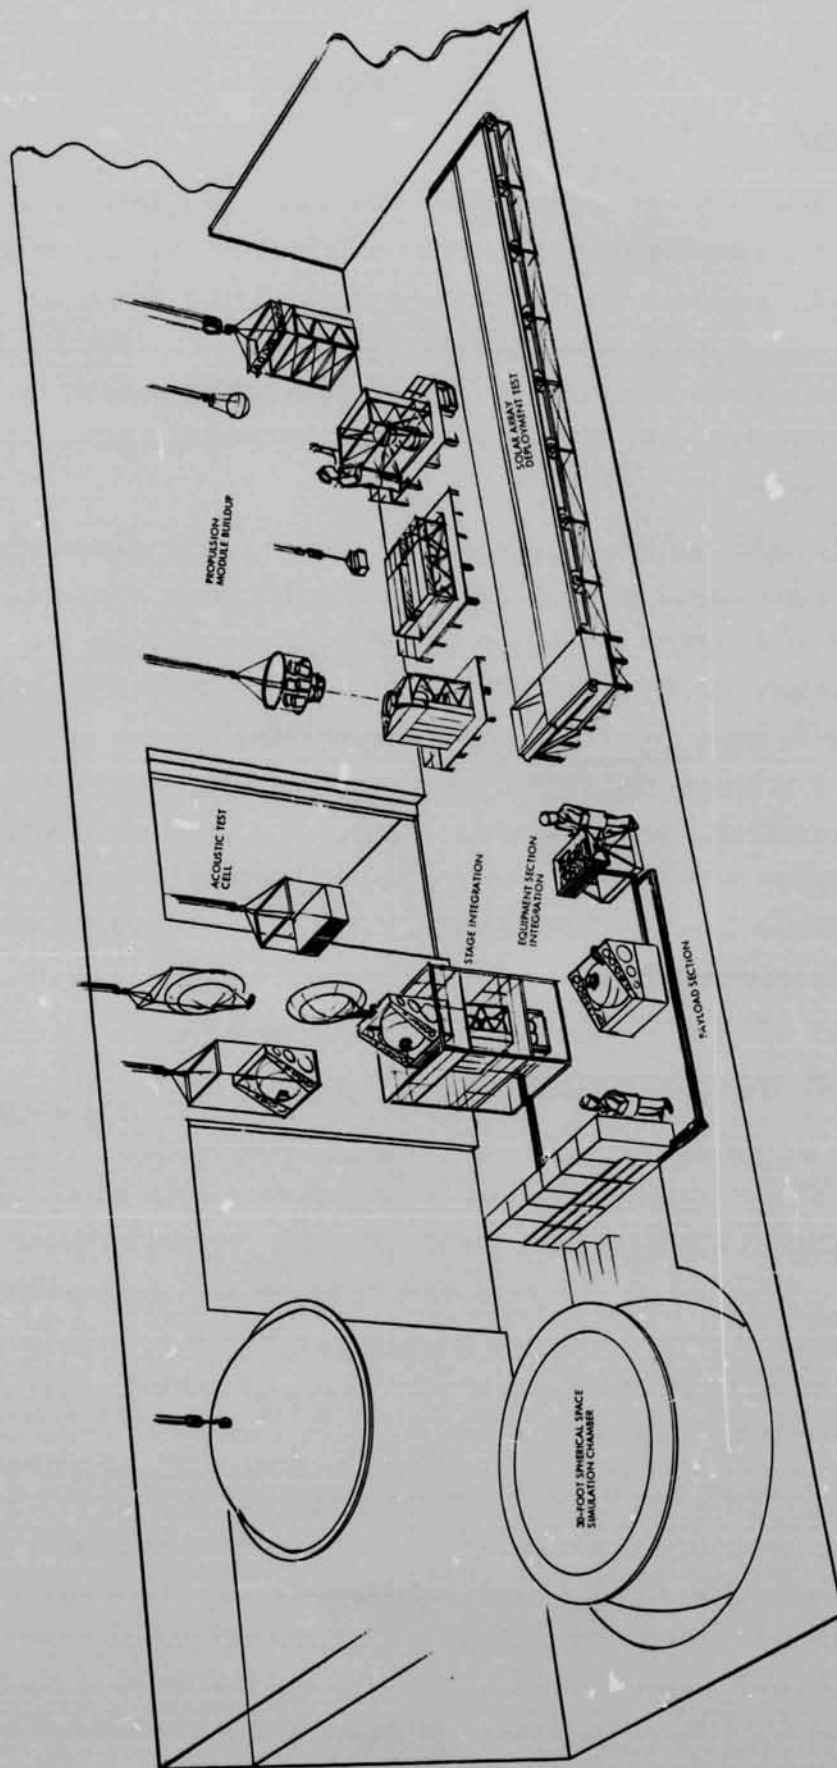 PROPULSION
MODULE BUILDUP
ACOUSTIC TEST
CELL
SOLAR ARRAY
DEPLOYMENT TEST
STAGE INTEGRATION
EQUIPMENT SECTION
INTEGRATION
PAYLOAD SECTION
30-FOOT SPHERICAL SPACE
SIMULATION CHAMBER